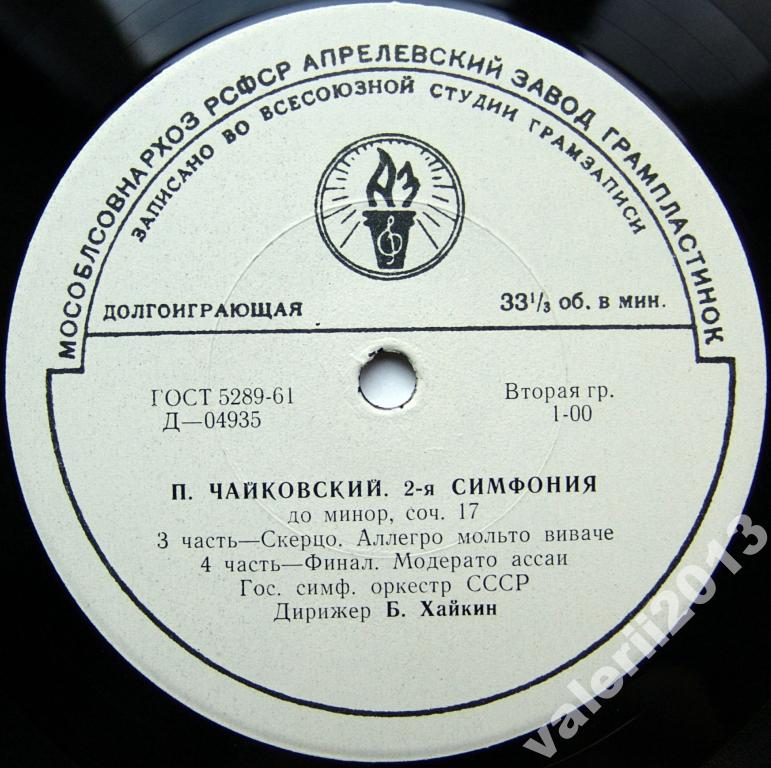 МОСОБЛСОВНАРХОЗ РСФСР АПРЕЛЕВСКИЙ ЗАВОД ГРАМПЛАСТИНОК
ЗАПИСАНО ВО ВСЕСОЮЗНОЙ СТУДИИ ГРАМЗАПИСИ
АЗ
ДОЛГОИГРАЮЩАЯ 33 1/3 об. в мин.
ГОСТ 5289-61 Вторая гр.
Д—04935 1-00
П. ЧАЙКОВСКИЙ. 2-я СИМФОНИЯ
до минор, соч. 17
3 часть—Скерцо. Аллегро мольто виваче
4 часть—Финал. Модерато ассаи
Гос. симф. оркестр СССР
Дирижер Б. Хайкин
valerii2013